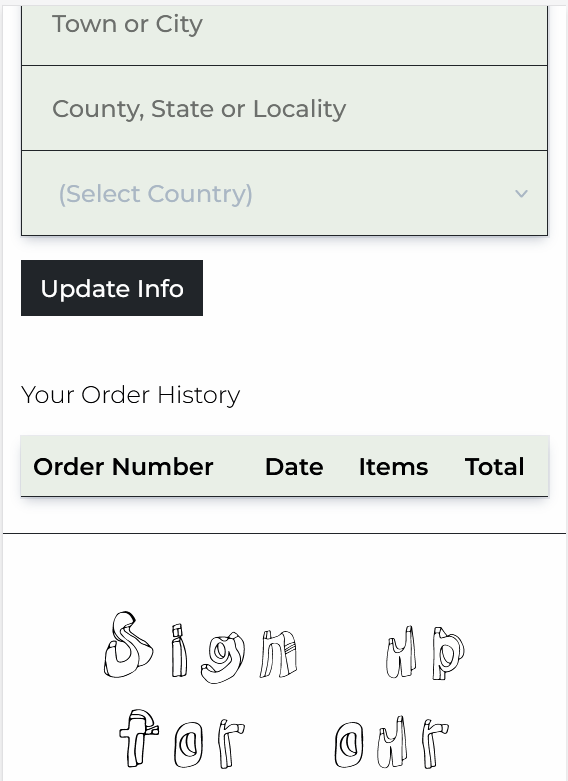 Town or City
County, State or Locality
(Select Country)
Update Info
Your Order History
Order Number Date Items Total
Sign up
for our